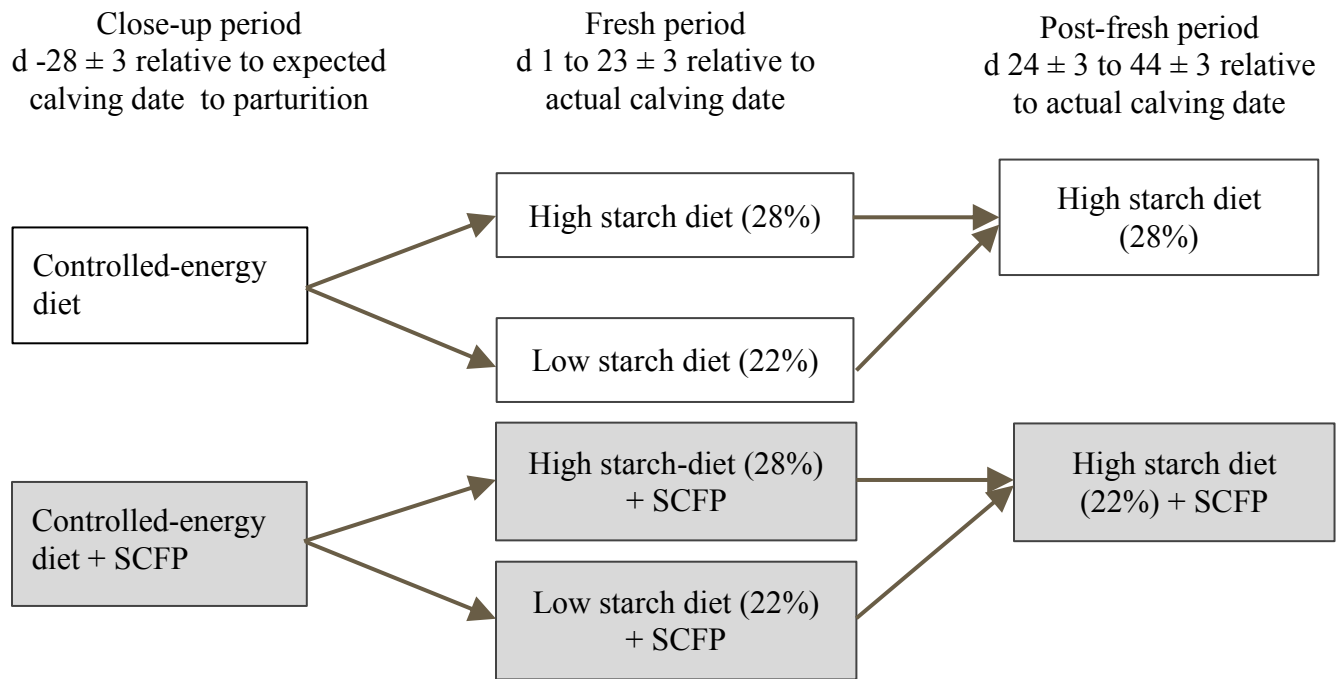 Close-up period
d -28 ± 3 relative to expected
calving date to parturition
Fresh period
d 1 to 23 ± 3 relative to
actual calving date
Post-fresh period
d 24 ± 3 to 44 ± 3 relative
to actual calving date
Controlled-energy
diet
High starch diet (28%)
Low starch diet (22%)
High starch diet
(28%)
Controlled-energy
diet + SCFP
High starch-diet (28%)
+ SCFP
Low starch diet (22%)
+ SCFP
High starch diet
(22%) + SCFP